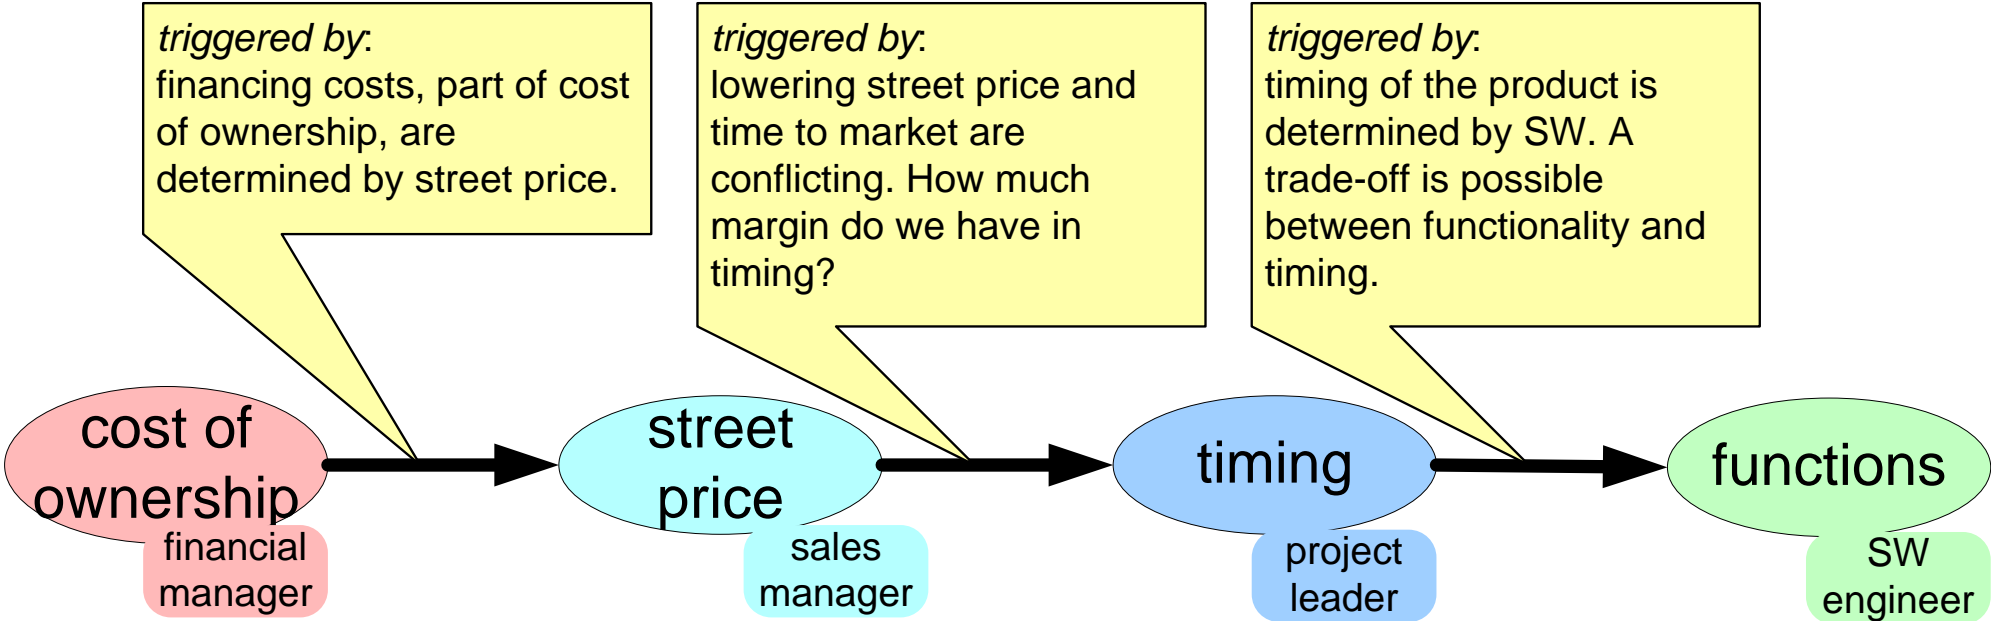 triggered by:
financing costs, part of cost
of ownership, are
determined by street price.
triggered by:
lowering street price and
time to market are
conflicting. How much
margin do we have in
timing?
triggered by:
timing of the product is
determined by SW. A
trade-off is possible
between functionality and
timing.
cost of
ownership
financial
manager
street
price
sales
manager
timing
project
leader
functions
SW
engineer